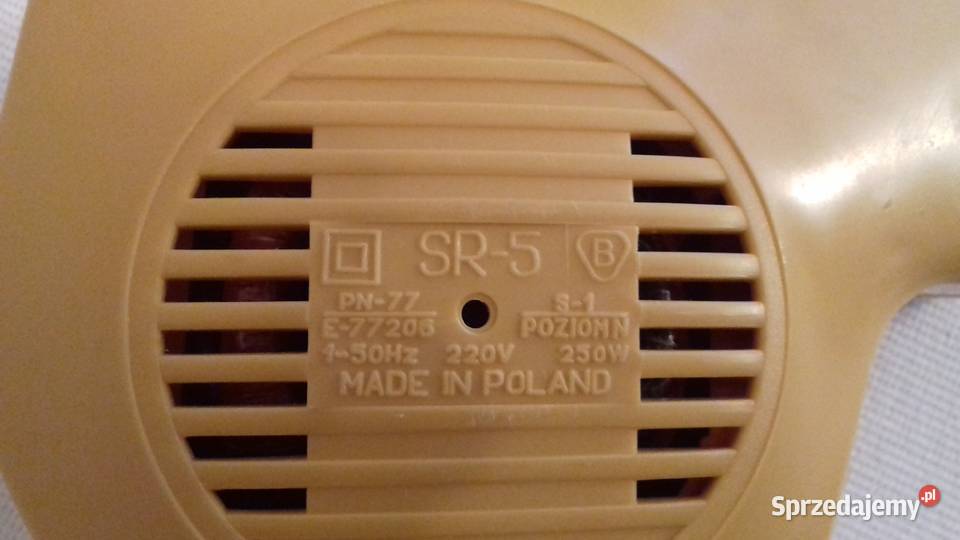 SR-5 B
PN-77 S-1
E-77206 POZIOM N
1~50Hz 220V 250W
MADE IN POLAND
Sprzedajemy.pl